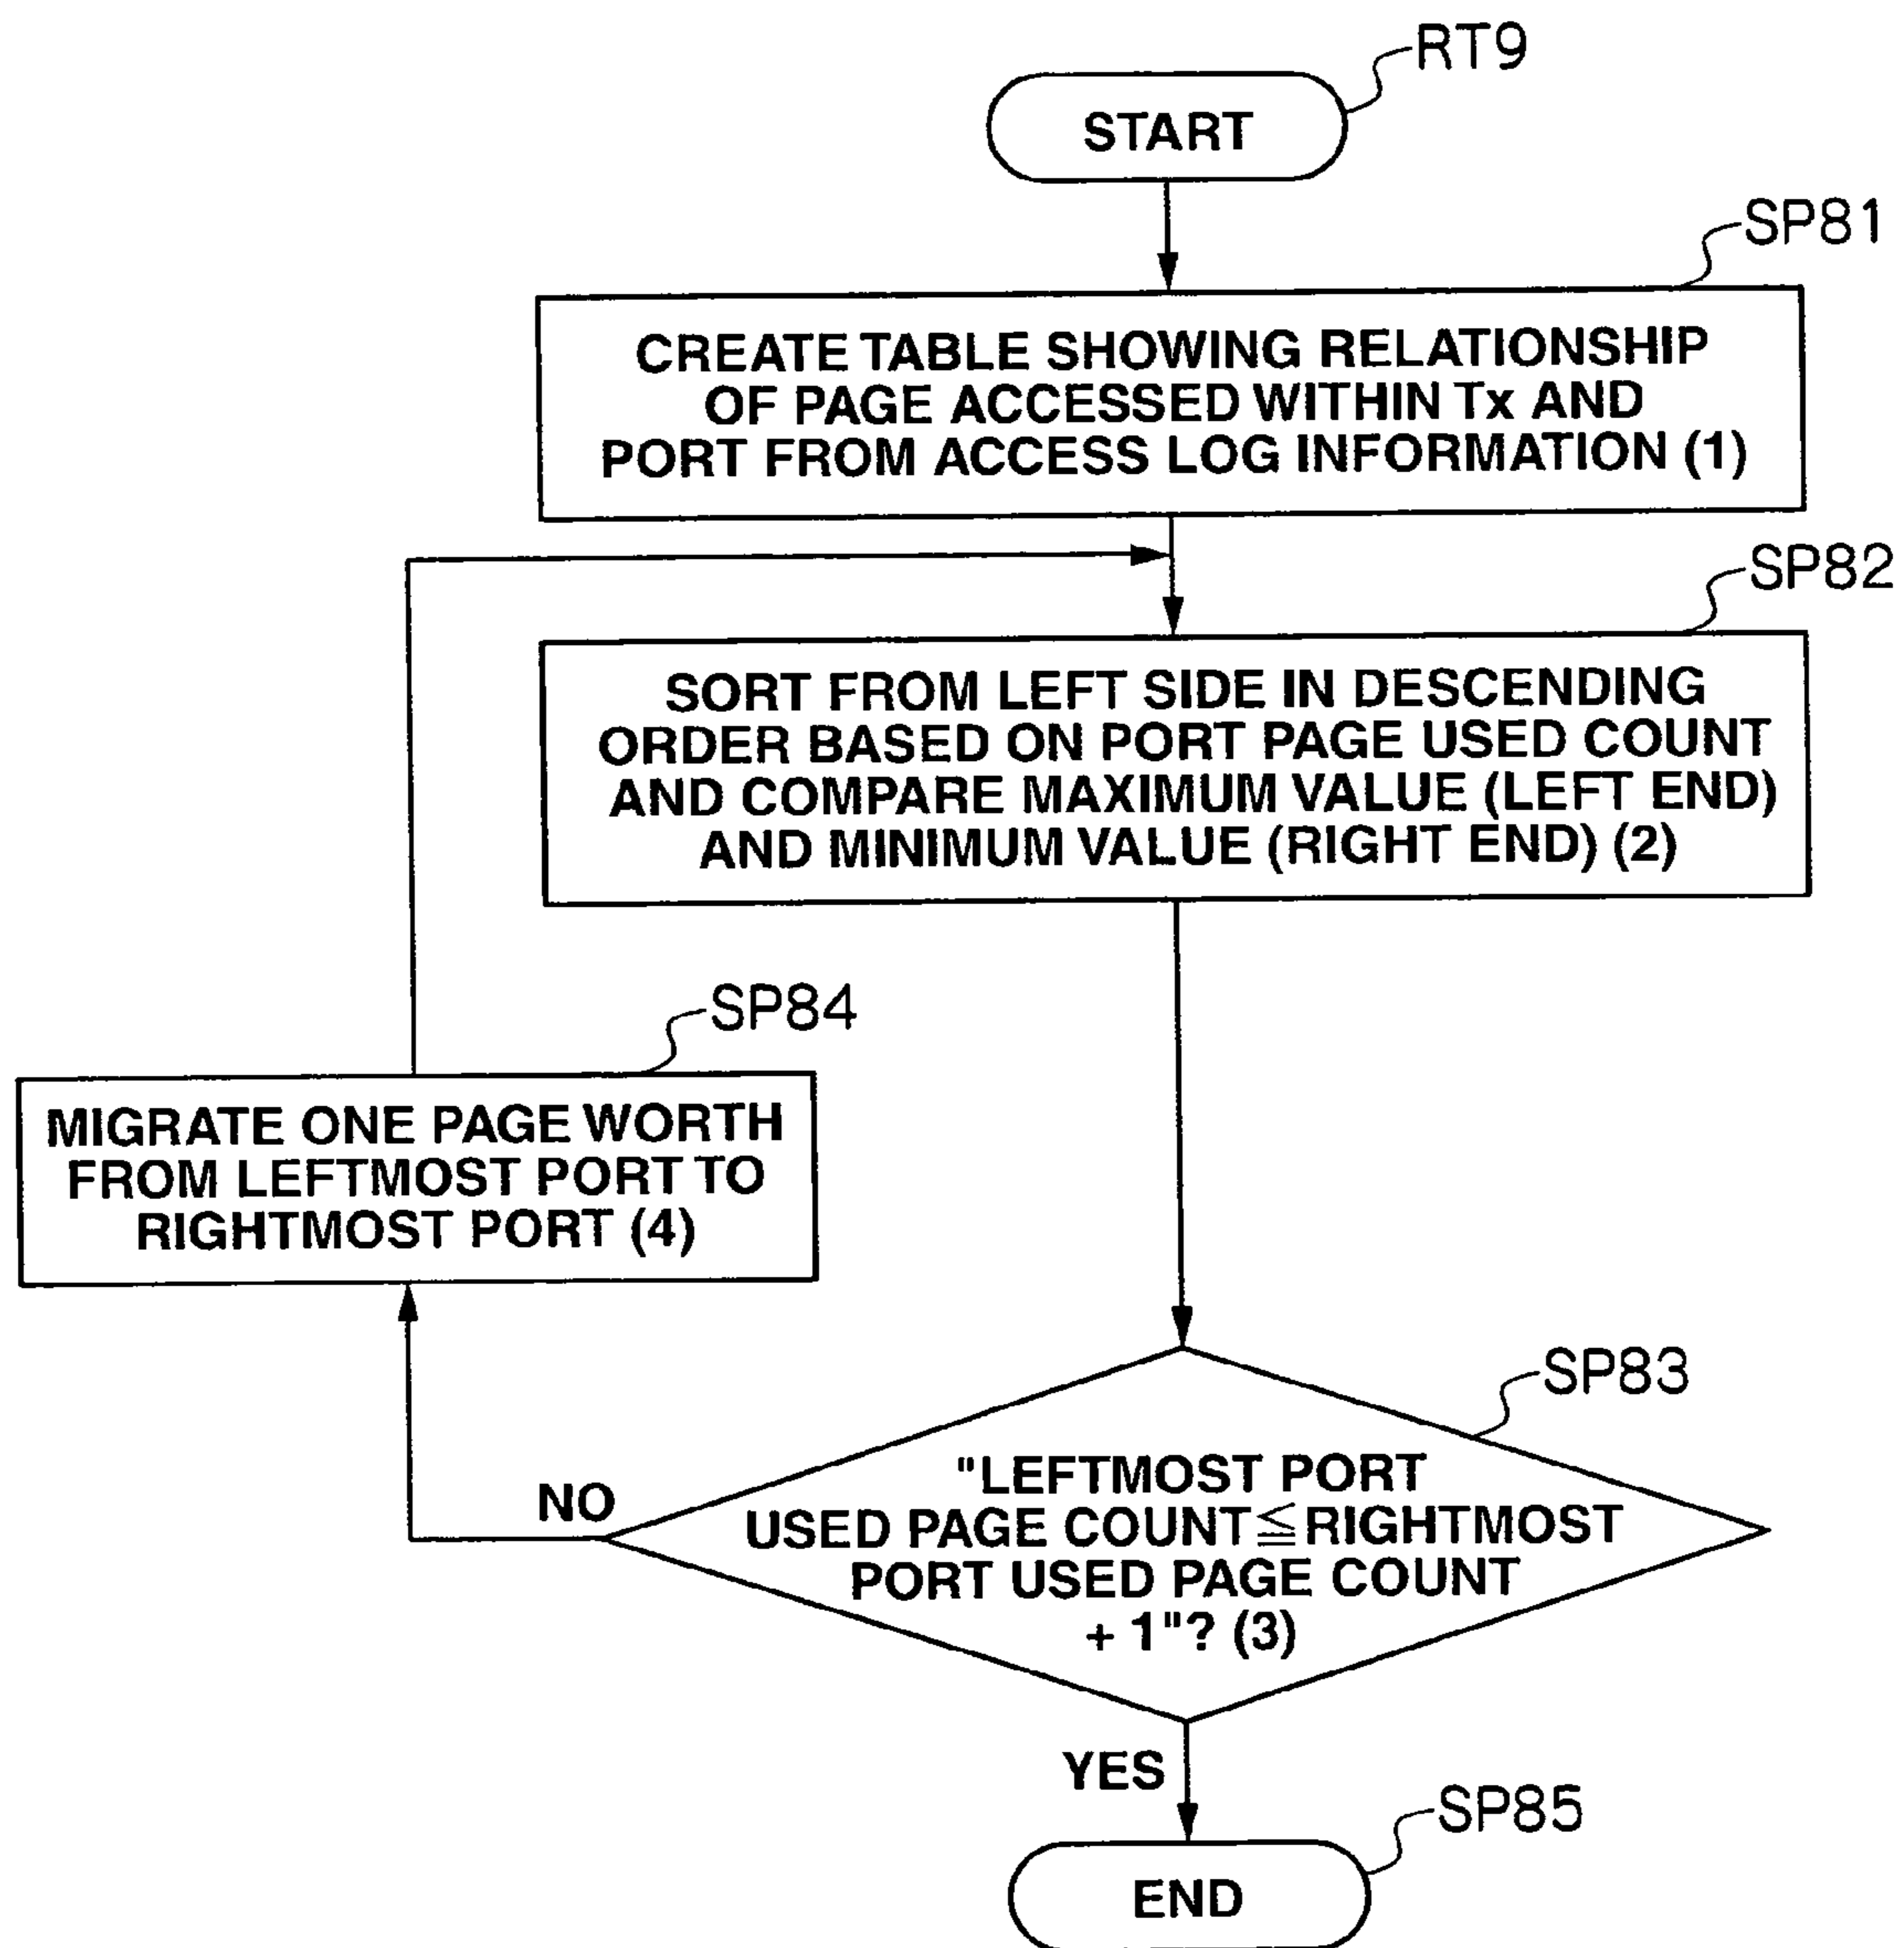 RT9
START
SP81
CREATE TABLE SHOWING RELATIONSHIP
OF PAGE ACCESSED WITHIN Tx AND
PORT FROM ACCESS LOG INFORMATION (1)
SP82
SORT FROM LEFT SIDE IN DESCENDING
ORDER BASED ON PORT PAGE USED COUNT
AND COMPARE MAXIMUM VALUE (LEFT END)
AND MINIMUM VALUE (RIGHT END) (2)
SP84
MIGRATE ONE PAGE WORTH
FROM LEFTMOST PORT TO
RIGHTMOST PORT (4)
SP83
"LEFTMOST PORT
USED PAGE COUNT≦RIGHTMOST
PORT USED PAGE COUNT
+ 1"? (3)
NO
YES
SP85
END